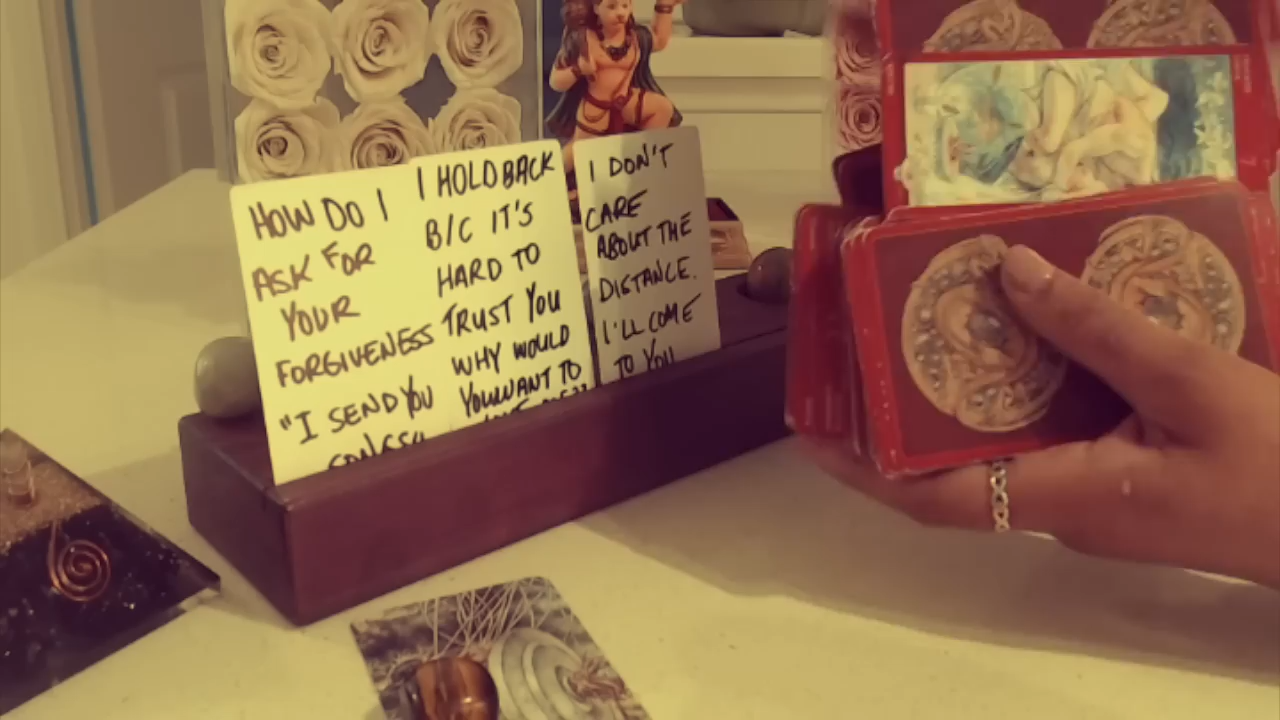 HOW DO I
ASK FOR
YOUR
FORGIVENESS
"I SEND YOU
I HOLD BACK
B/C IT'S
HARD TO
TRUST YOU
WHY WOULD
YOU WANT TO
I DON'T
CARE
ABOUT THE
DISTANCE.
I'LL COME
TO YOU